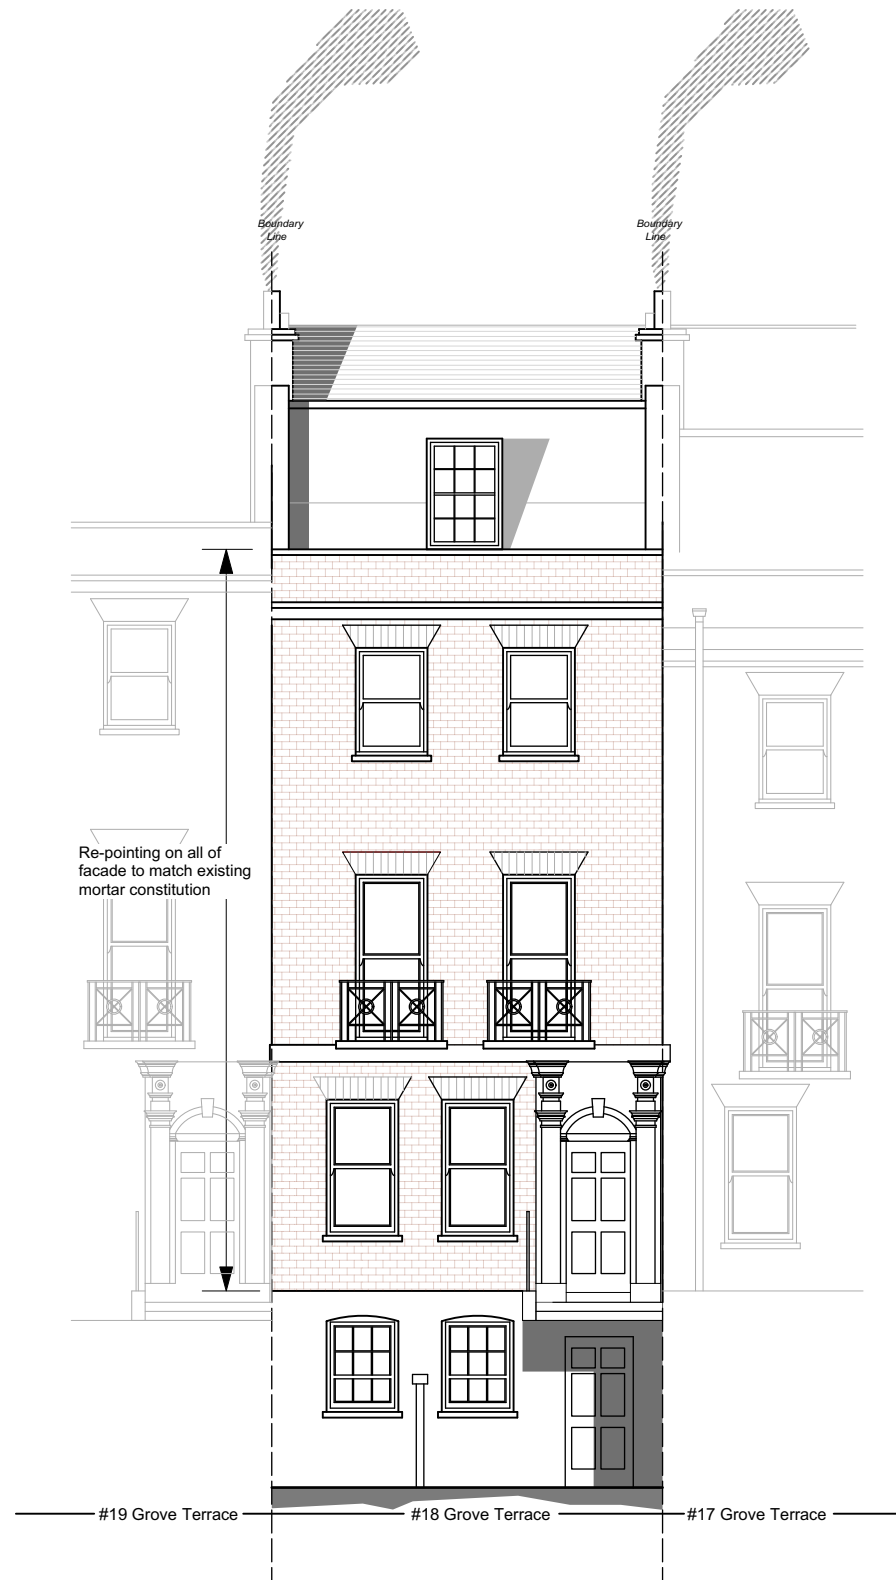 Boundary
Line
Boundary
Line
Re-pointing on all of
facade to match existing
mortar constitution
#19 Grove Terrace
#18 Grove Terrace
#17 Grove Terrace